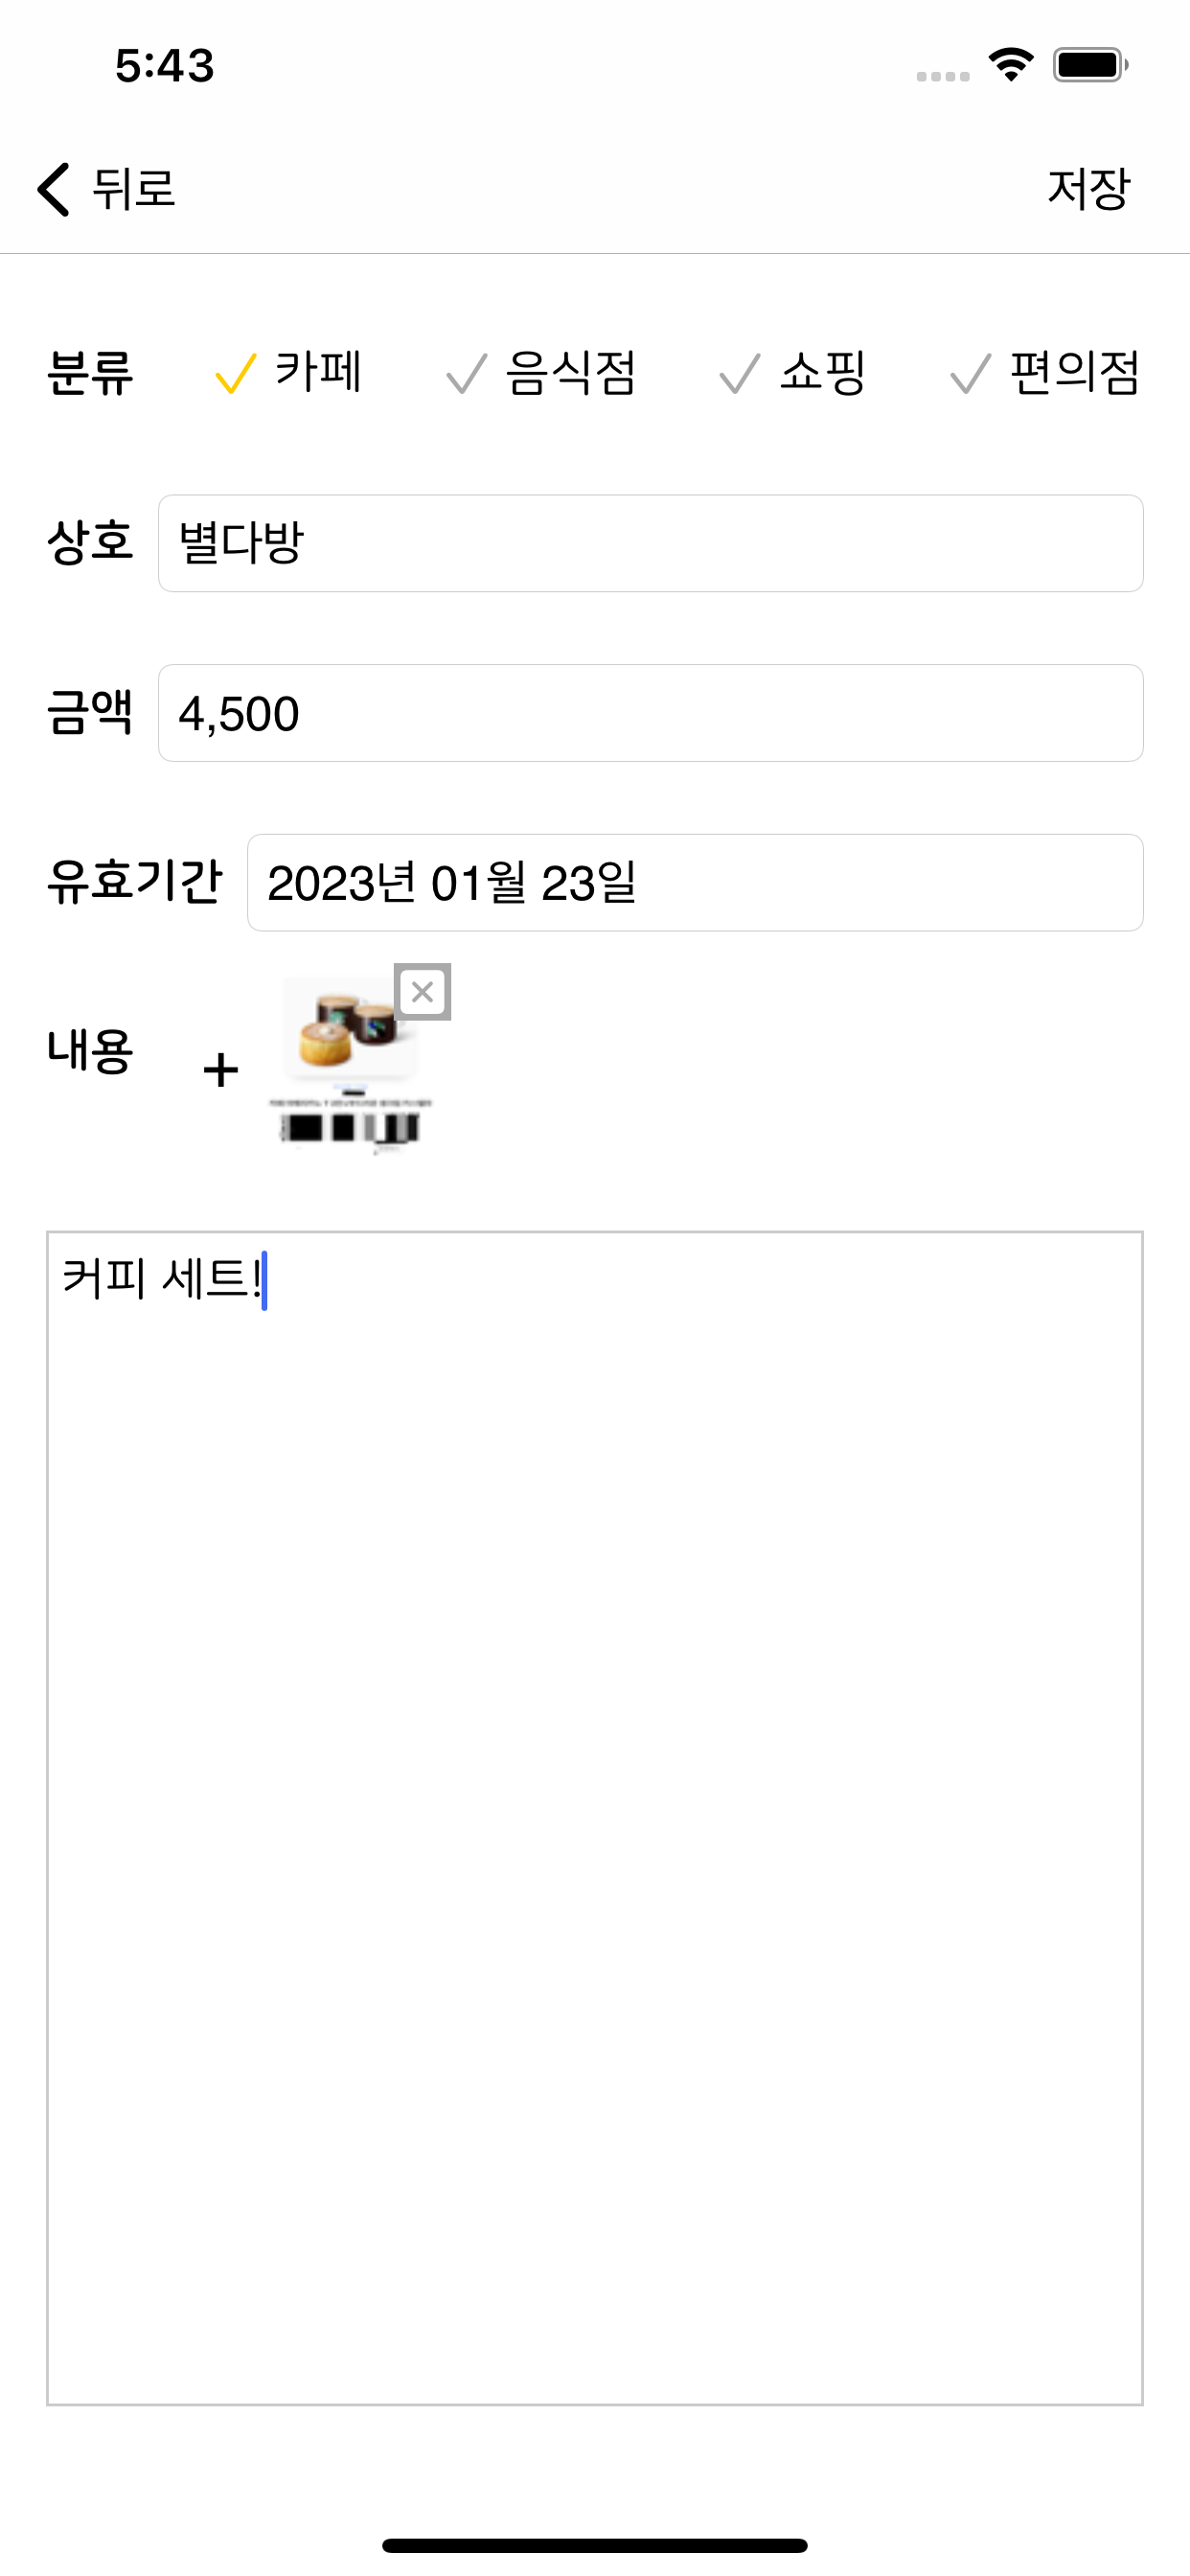 5:43
뒤로 저장
분류 카페 음식점 쇼핑 편의점
상호 별다방
금액 4,500
유효기간 2023년 01월 23일
내용 +
커피 세트!